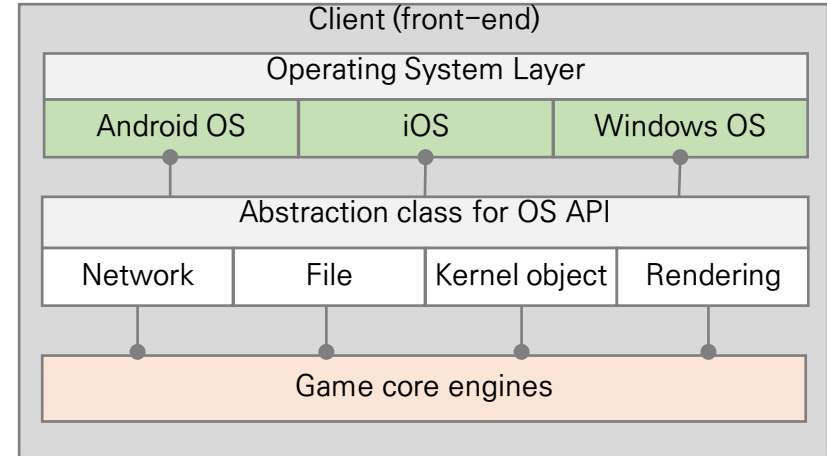 Client (front-end)
Operating System Layer
Android OS iOS Windows OS
Abstraction class for OS API
Network File Kernel object Rendering
Game core engines